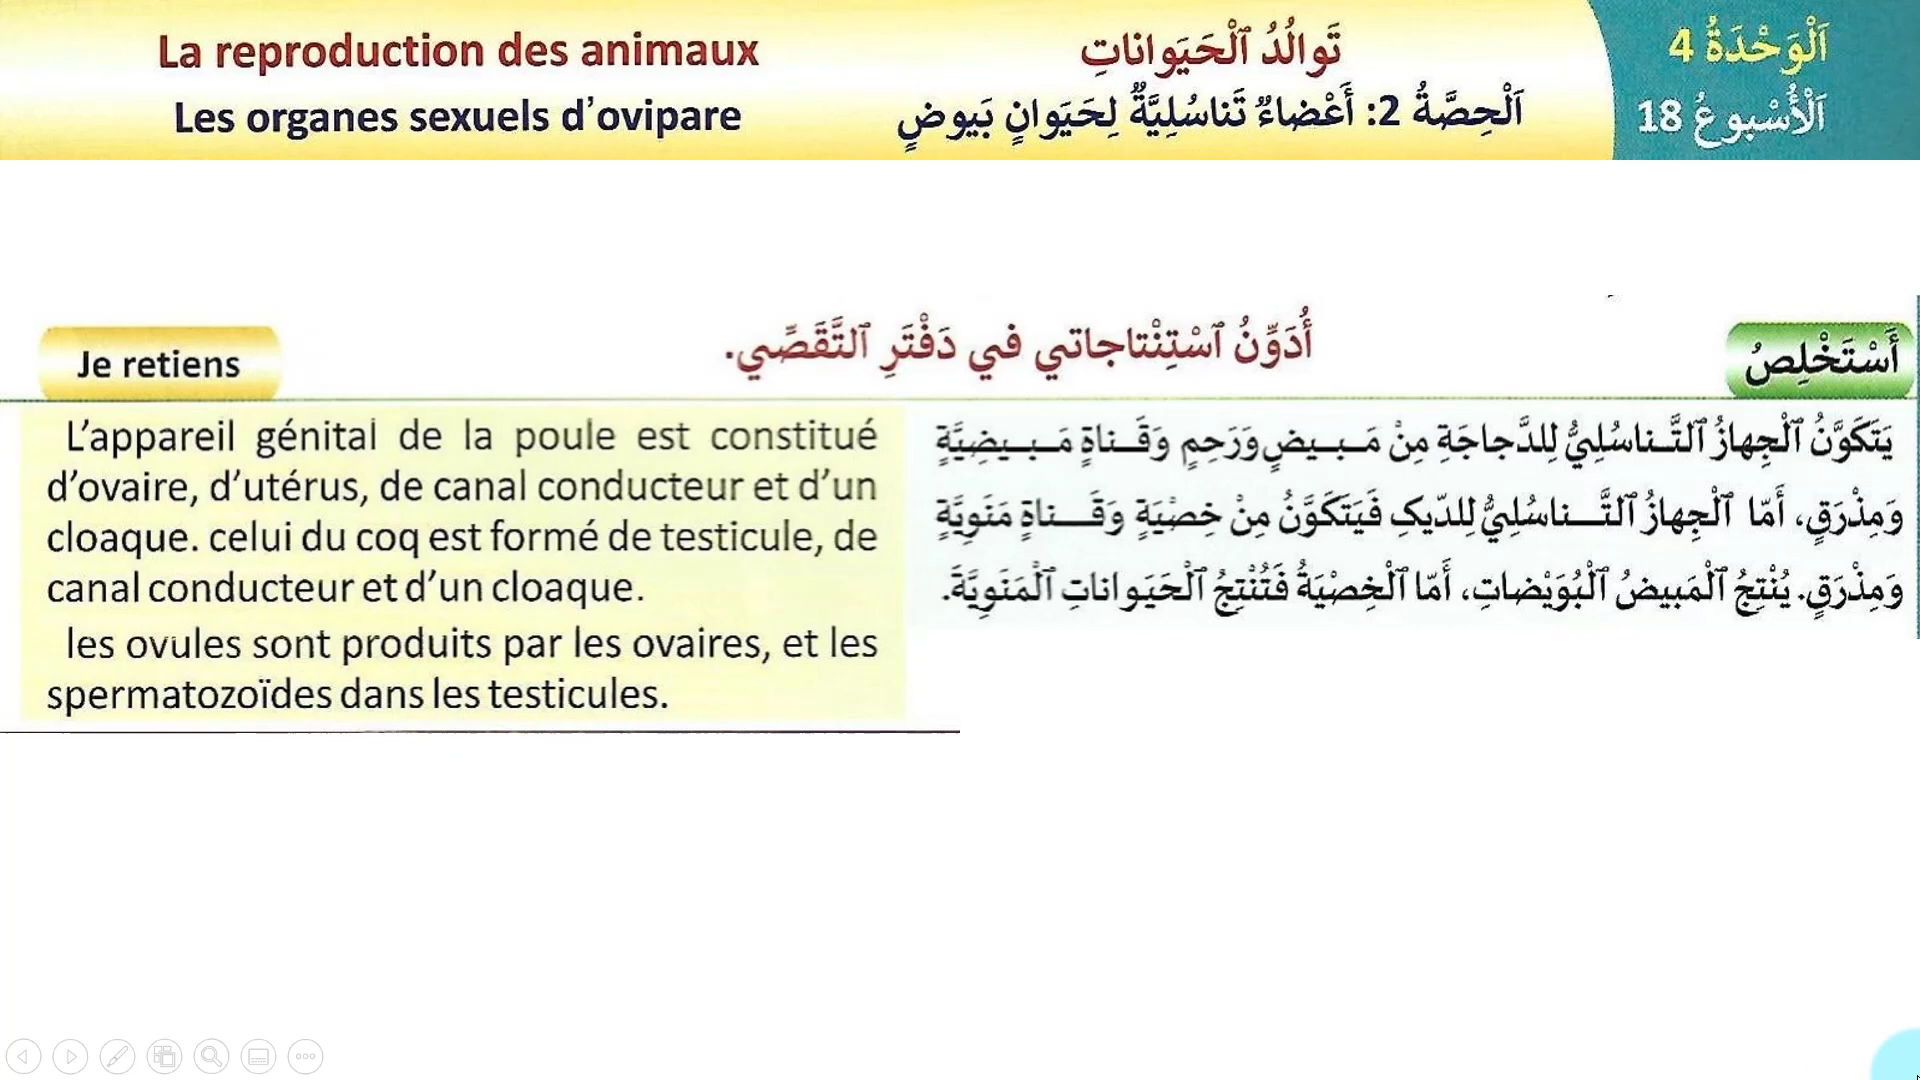 La reproduction des animaux
تَوالُدُ ٱلْحَيَواناتِ
اَلْوَحْدَةُ 4
Les organes sexuels d’ovipare
اَلْحِصَّةُ 2: أَعْضاءٌ تَناسُلِيَّةٌ لِحَيَوانٍ بَيوضٍ
اَلْأُسْبوعُ 18
Je retiens
أُدَوِّنُ ٱسْتِنْتاجاتي في دَفْتَرِ ٱلتَّقَصّي.
أَسْتَخْلِصُ
L’appareil génital de la poule est constitué
d’ovaire, d’utérus, de canal conducteur et d’un
cloaque. celui du coq est formé de testicule, de
canal conducteur et d’un cloaque.
les ovules sont produits par les ovaires, et les
spermatozoïdes dans les testicules.
يَتَكَوَّنُ ٱلْجِهازُ ٱلتَّناسُلِيُّ لِلدَّجاجَةِ مِنْ مَبيضٍ وَرَحِمٍ وَقَناةٍ مَبيضِيَّةٍ
وَمِذْرَقٍ، أَمّا ٱلْجِهازُ ٱلتَّناسُلِيُّ لِلدّيكِ فَيَتَكَوَّنُ مِنْ خِصْيَةٍ وَقَناةٍ مَنَوِيَّةٍ
وَمِذْرَقٍ. يُنْتِجُ ٱلْمَبيضُ ٱلْبُوَيْضاتِ، أَمّا ٱلْخِصْيَةُ فَتُنْتِجُ ٱلْحَيَواناتِ ٱلْمَنَوِيَّةَ.